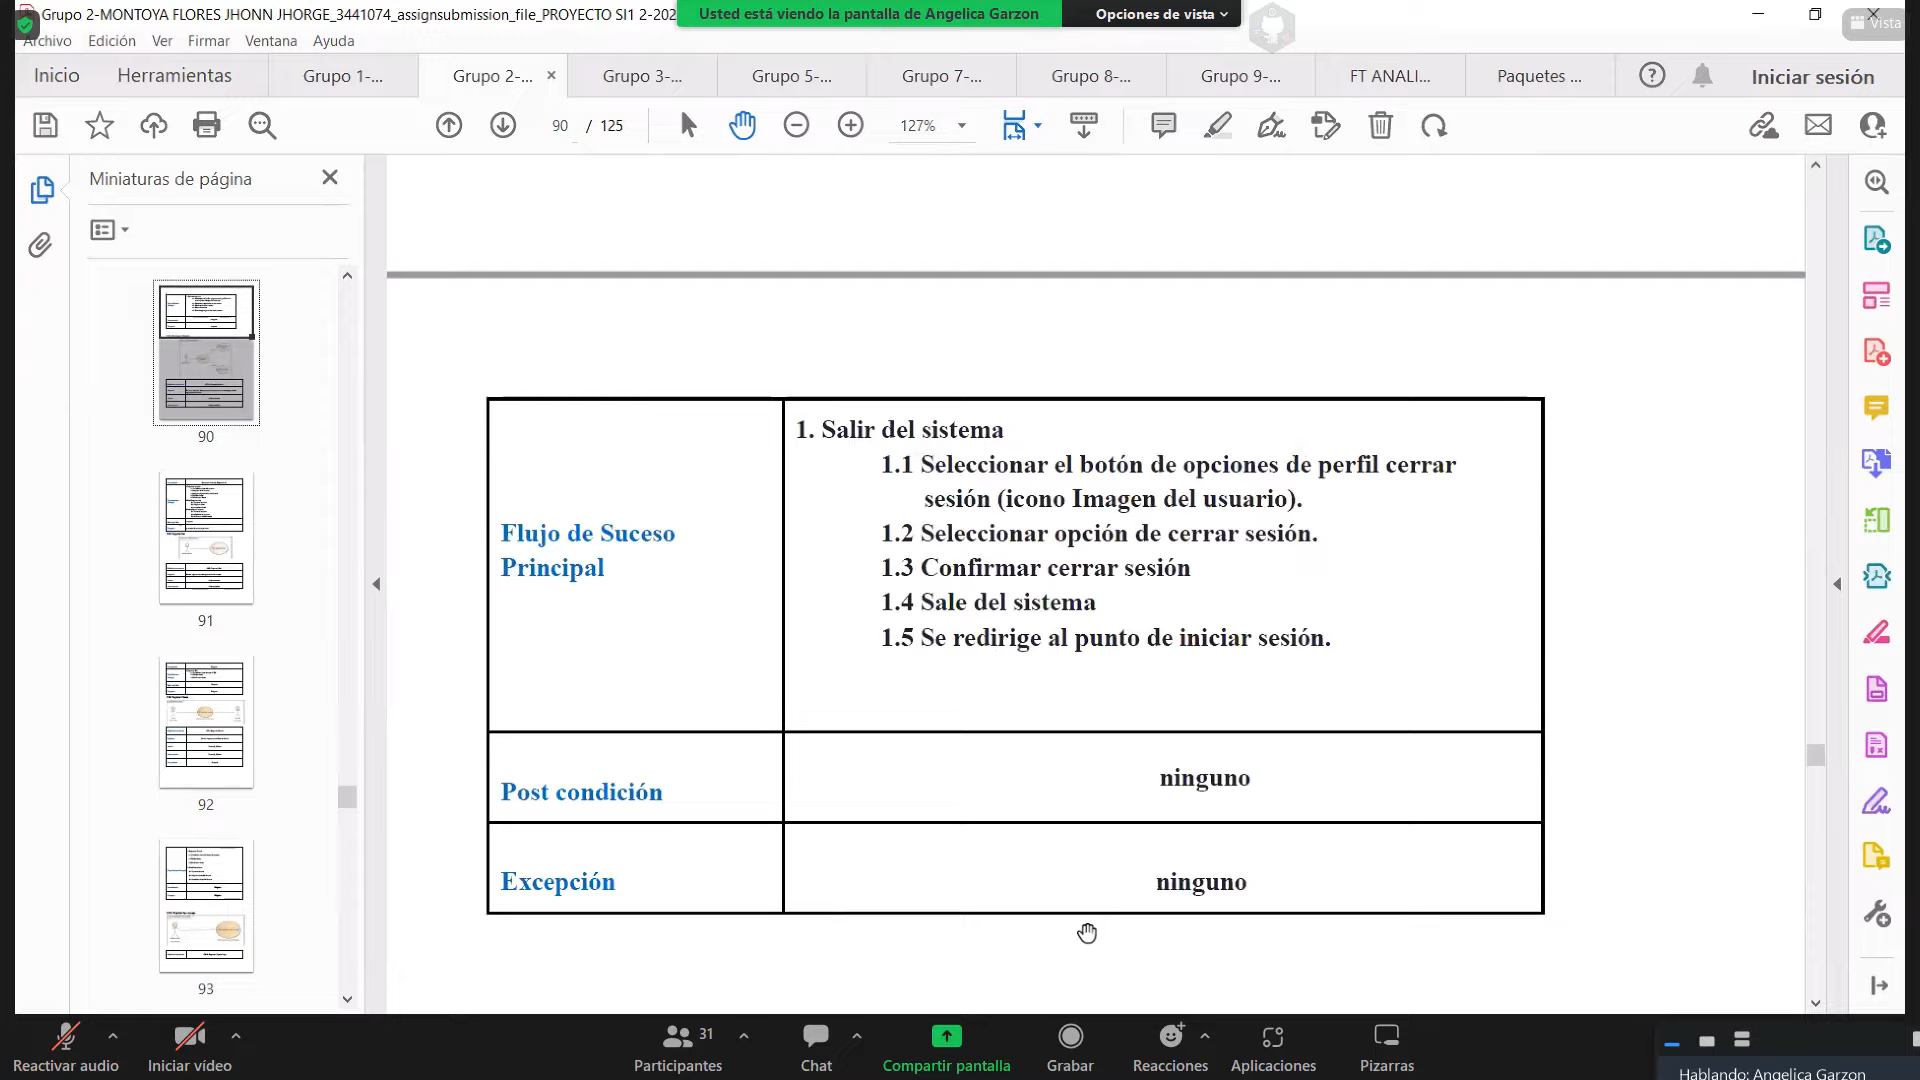 Grupo 2-MONTOYA FLORES JHONN JHORGE_3441074_assignsubmission_file_PROYECTO SI1 2-202
Usted está viendo la pantalla de Angelica Garzon
Opciones de vista
Vista
Archivo Edición Ver Firmar Ventana Ayuda
Inicio Herramientas Grupo 1-... Grupo 2-... × Grupo 3-... Grupo 5-... Grupo 7-... Grupo 8-... Grupo 9-... FT ANALI... Paquetes ... Iniciar sesión
90 / 125 127%
Miniaturas de página
90
91
92
93
1. Salir del sistema
1.1 Seleccionar el botón de opciones de perfil cerrar
sesión (icono Imagen del usuario).
Flujo de Suceso
Principal
1.2 Seleccionar opción de cerrar sesión.
1.3 Confirmar cerrar sesión
1.4 Sale del sistema
1.5 Se redirige al punto de iniciar sesión.
Post condición
ninguno
Excepción
ninguno
Reactivar audio
Iniciar vídeo
31
Participantes
Chat
Compartir pantalla
Grabar
Reacciones
Aplicaciones
Pizarras
Hablando: Angelica Garzon